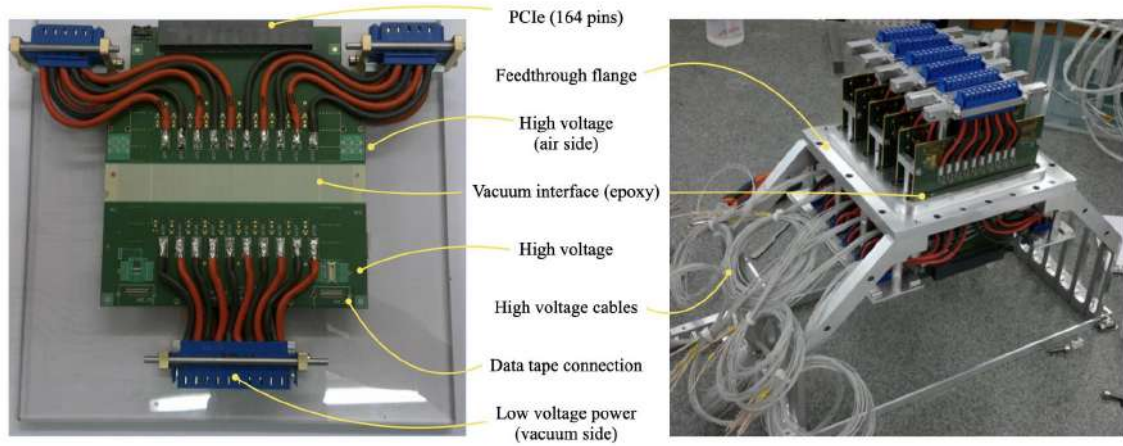 PCIe (164 pins)
Feedthrough flange
High voltage
(air side)
Vacuum interface (epoxy)
High voltage
High voltage cables
Data tape connection
Low voltage power
(vacuum side)